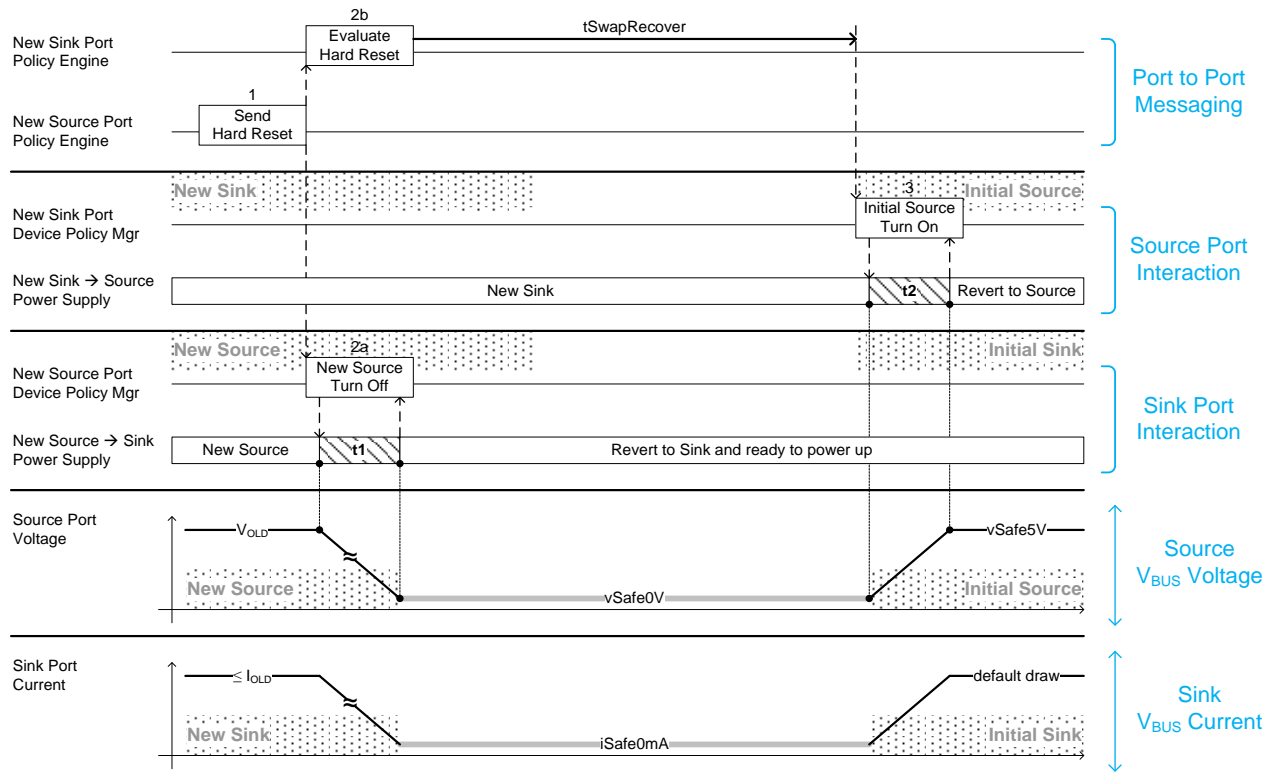 2b
New Sink Port
Policy Engine
Evaluate
Hard Reset
tSwapRecover
Port to Port
Messaging
1
New Source Port
Policy Engine
Send
Hard Reset
New Sink
Initial Source
3
New Sink Port
Device Policy Mgr
Initial Source
Turn On
Source Port
Interaction
New Sink → Source
Power Supply
New Sink
t2
Revert to Source
New Source
Initial Sink
2a
New Source Port
Device Policy Mgr
New Source
Turn Off
Sink Port
Interaction
New Source → Sink
Power Supply
New Source
t1
Revert to Sink and ready to power up
Source Port
Voltage
VOLD
vSafe5V
Source
VBUS Voltage
New Source
vSafe0V
Initial Source
Sink Port
Current
≤ IOLD
default draw
Sink
VBUS Current
New Sink
iSafe0mA
Initial Sink